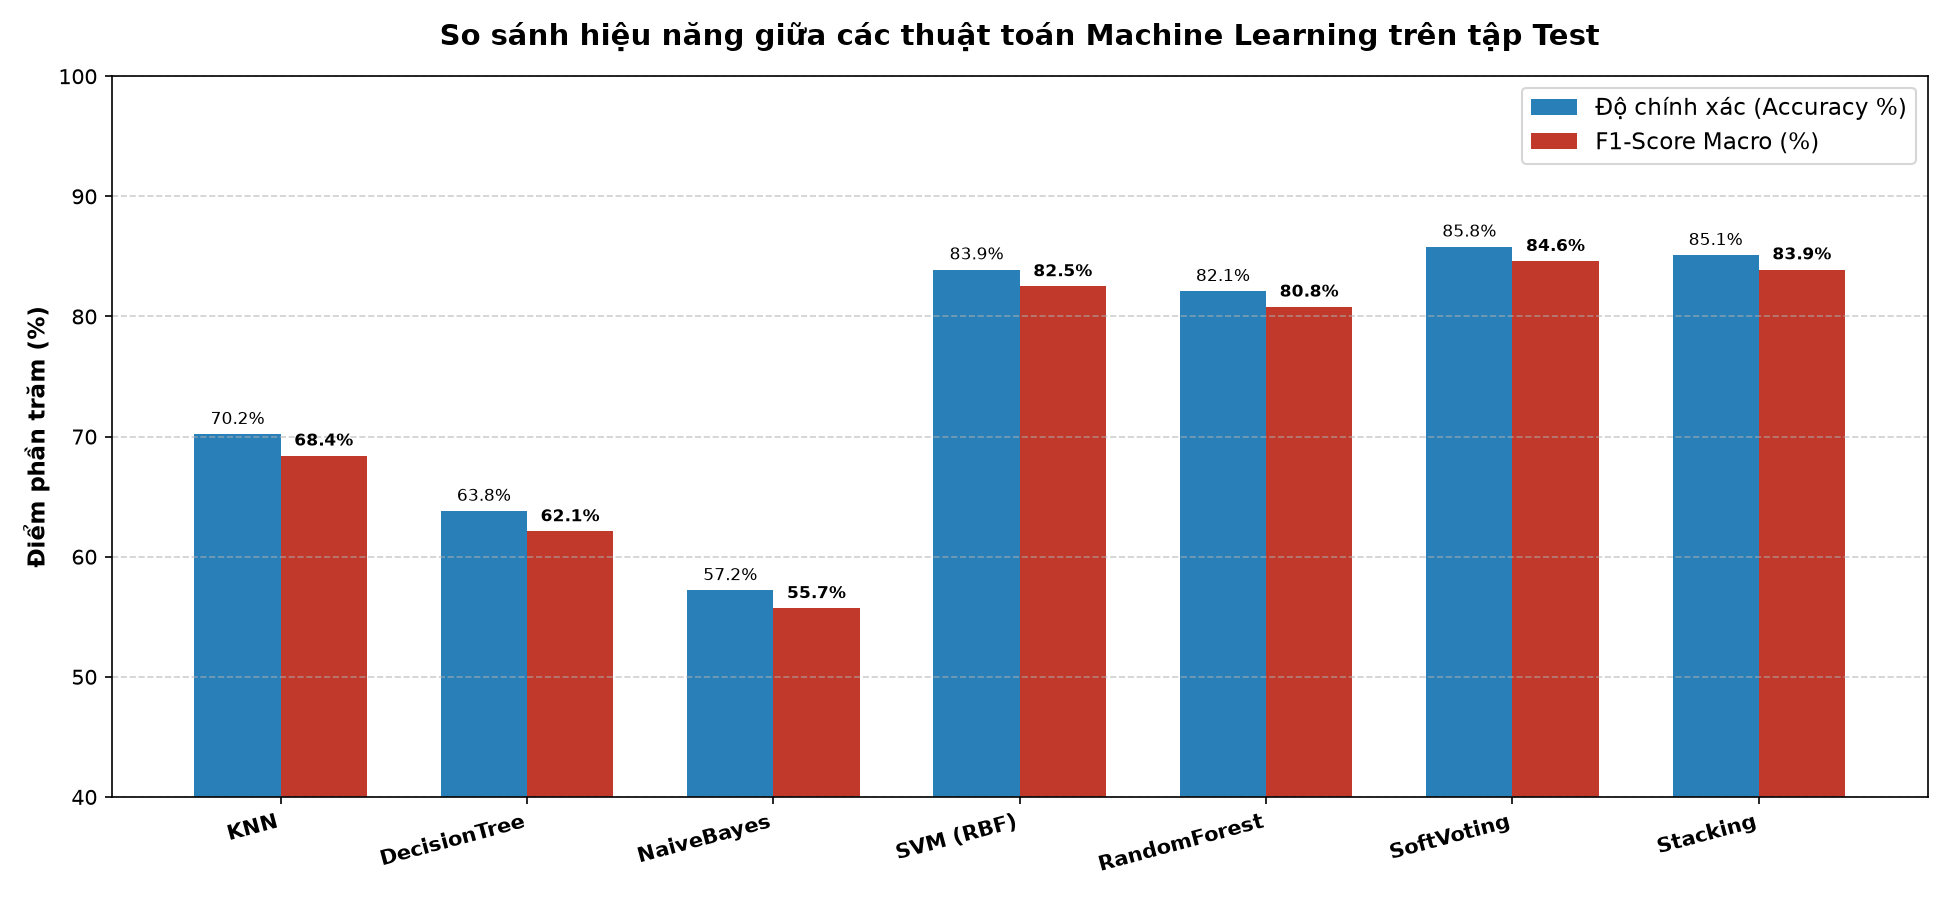 So sánh hiệu năng giữa các thuật toán Machine Learning trên tập Test
Điểm phần trăm (%)
100
90
80
70
60
50
40
Độ chính xác (Accuracy %)
F1-Score Macro (%)
70.2%
68.4%
63.8%
62.1%
57.2%
55.7%
83.9%
82.5%
82.1%
80.8%
85.8%
84.6%
85.1%
83.9%
KNN
DecisionTree
NaiveBayes
SVM (RBF)
RandomForest
SoftVoting
Stacking